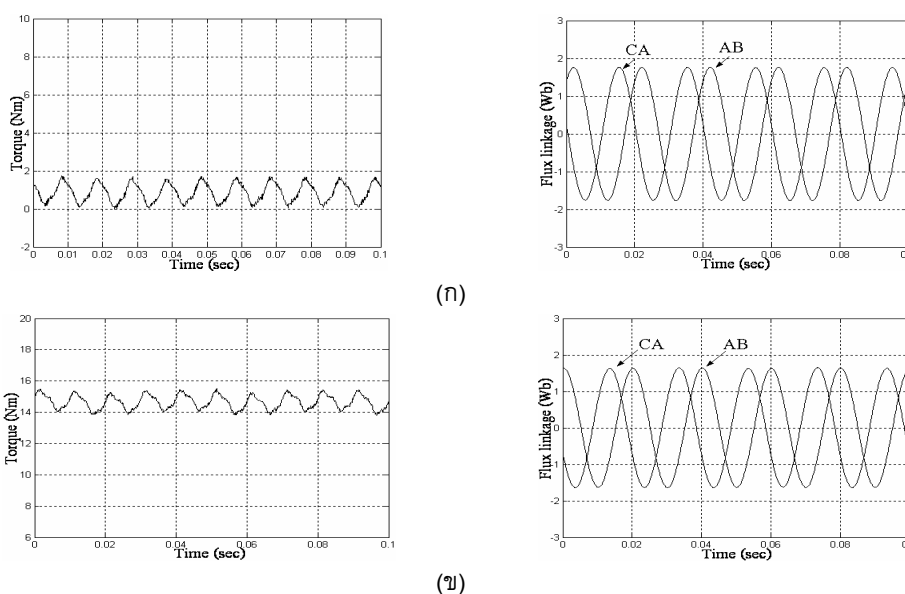 10
8
6
4
2
0
-2
Torque (Nm)
0 0.01 0.02 0.03 0.04 0.05 0.06 0.07 0.08 0.09 0.1
Time (sec)
3
2
1
0
-1
-2
-3
Flux linkage (Wb)
CA AB
0 0.02 0.04 0.06 0.08
Time (sec)
(ก)
20
18
16
14
12
10
8
6
Torque (Nm)
0 0.02 0.04 0.06 0.08 0.1
Time (sec)
3
2
1
0
-1
-2
-3
Flux linkage (Wb)
CA AB
0 0.02 0.04 0.06 0.08
Time (sec)
(ข)